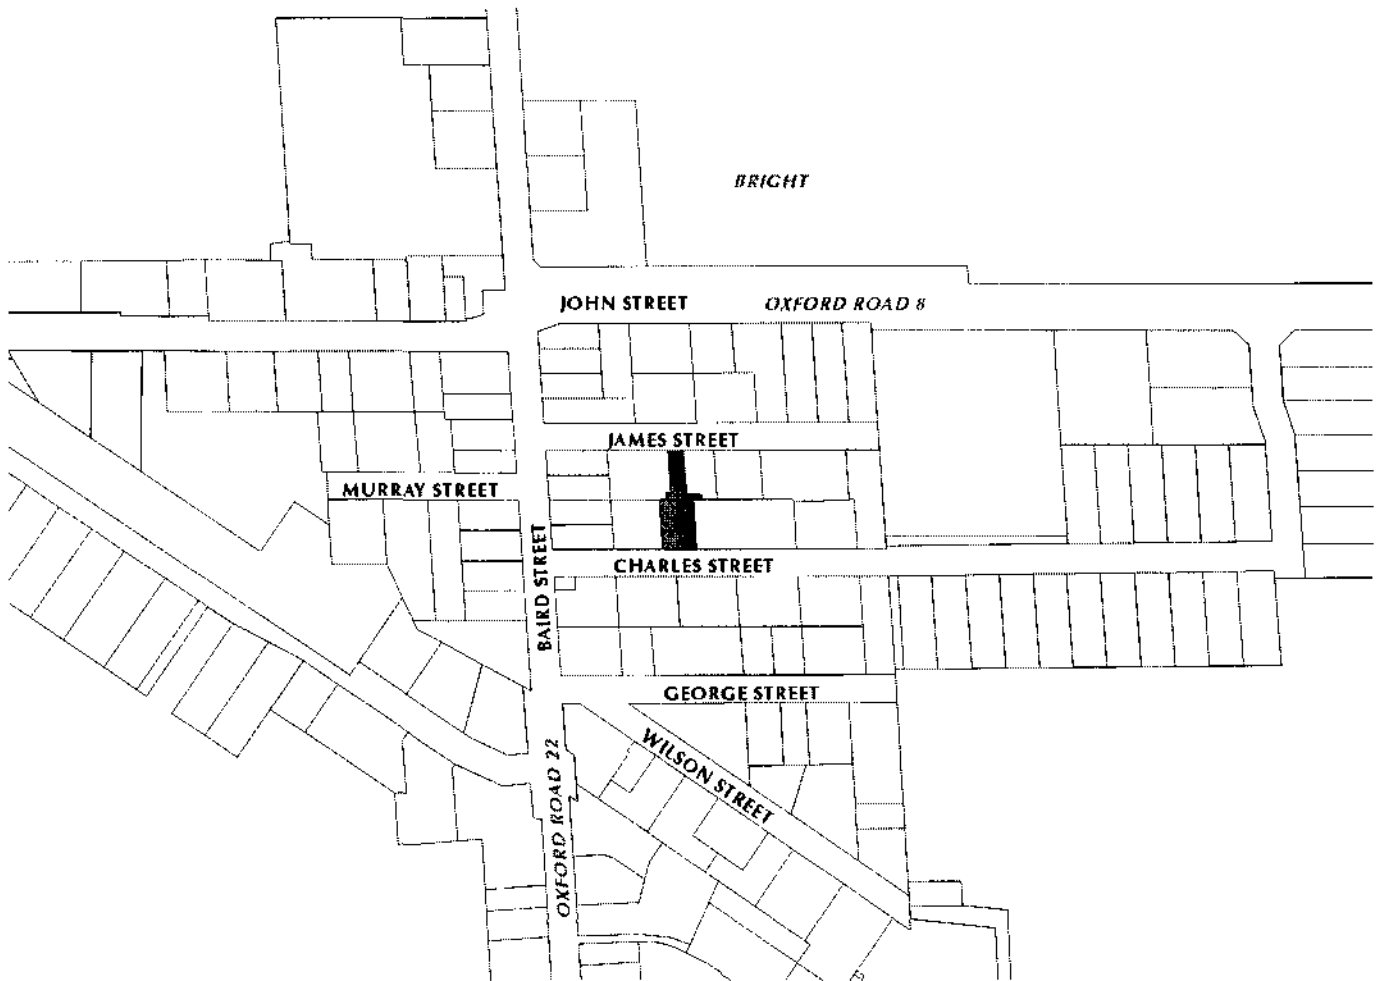 BRIGHT
JOHN STREET
OXFORD ROAD 8
JAMES STREET
MURRAY STREET
BAIRD STREET
CHARLES STREET
GEORGE STREET
WILSON STREET
OXFORD ROAD 22